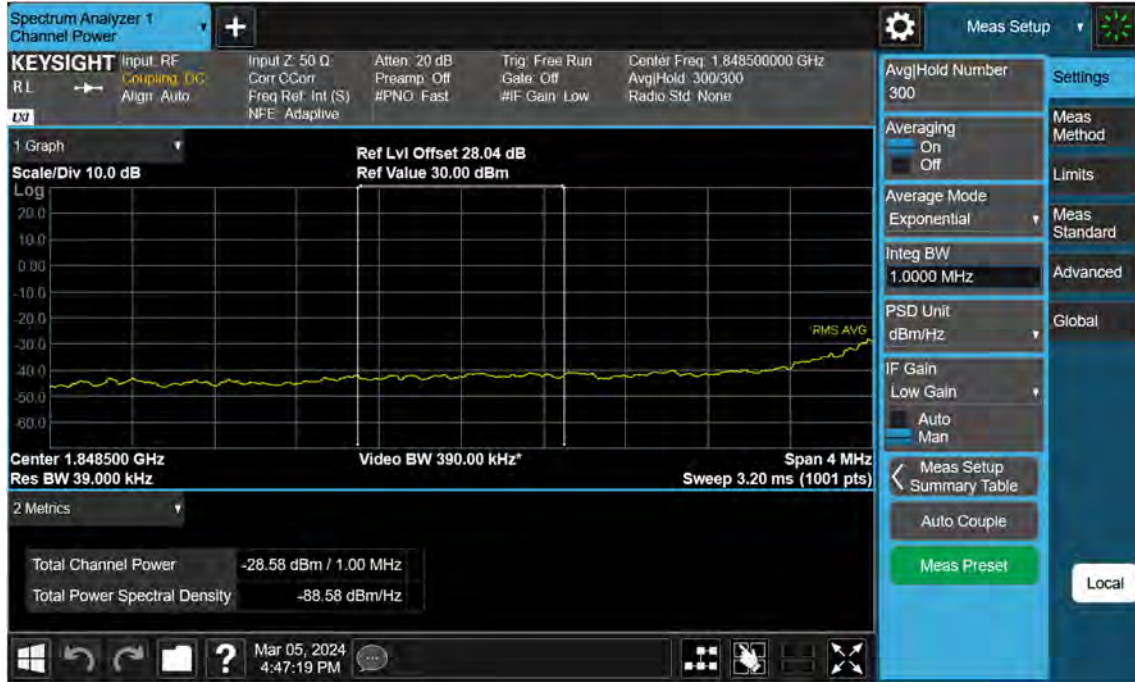 Spectrum Analyzer 1
Channel Power
+
Meas Setup
KEYSIGHT
RL
LXI
Input: RF
Coupling: DC
Align: Auto
Input Z: 50 Ω
Corr CCorr
Freq Ref: Int (S)
NFE: Adaptive
Atten: 20 dB
Preamp: Off
#PNO: Fast
Trig: Free Run
Gate: Off
#IF Gain: Low
Center Freq: 1.848500000 GHz
Avg|Hold: 300/300
Radio Std: None
1 Graph
Scale/Div 10.0 dB
Ref Lvl Offset 28.04 dB
Ref Value 30.00 dBm
Log
20.0
10.0
0.00
-10.0
-20.0
-30.0
-40.0
-50.0
-60.0
RMS AVG
Center 1.848500 GHz
Video BW 390.00 kHz*
Span 4 MHz
Res BW 39.000 kHz
Sweep 3.20 ms (1001 pts)
2 Metrics
Total Channel Power
-28.58 dBm / 1.00 MHz
Total Power Spectral Density
-88.58 dBm/Hz
?
Mar 05, 2024
4:47:19 PM
Avg|Hold Number
300
Averaging
On
Off
Average Mode
Exponential
Integ BW
1.0000 MHz
PSD Unit
dBm/Hz
IF Gain
Low Gain
Auto
Man
Meas Setup
Summary Table
Auto Couple
Meas Preset
Settings
Meas
Method
Limits
Meas
Standard
Advanced
Global
Local